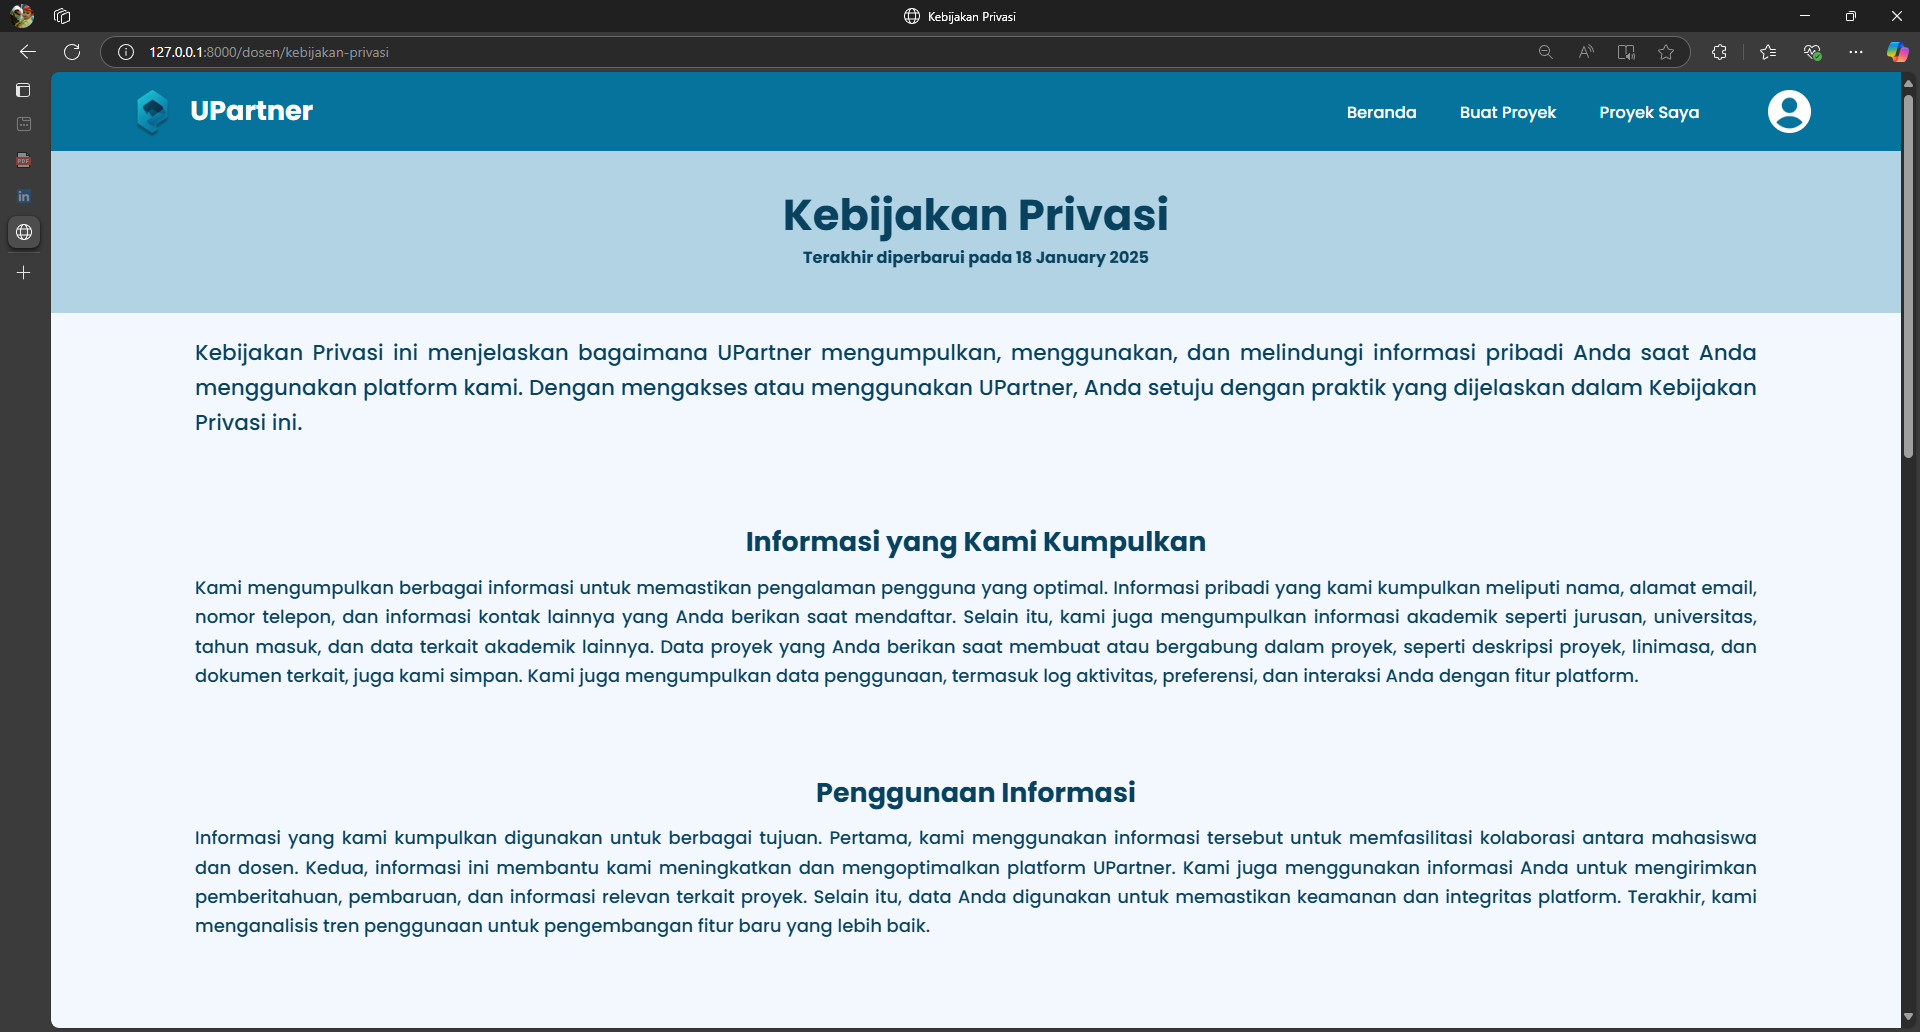 Kebijakan Privasi
127.0.0.1:8000/dosen/kebijakan-privasi
UPartner
Beranda
Buat Proyek
Proyek Saya
Kebijakan Privasi
Terakhir diperbarui pada 18 January 2025
Kebijakan Privasi ini menjelaskan bagaimana UPartner mengumpulkan, menggunakan, dan melindungi informasi pribadi Anda saat Anda
menggunakan platform kami. Dengan mengakses atau menggunakan UPartner, Anda setuju dengan praktik yang dijelaskan dalam Kebijakan
Privasi ini.
Informasi yang Kami Kumpulkan
Kami mengumpulkan berbagai informasi untuk memastikan pengalaman pengguna yang optimal. Informasi pribadi yang kami kumpulkan meliputi nama, alamat email,
nomor telepon, dan informasi kontak lainnya yang Anda berikan saat mendaftar. Selain itu, kami juga mengumpulkan informasi akademik seperti jurusan, universitas,
tahun masuk, dan data terkait akademik lainnya. Data proyek yang Anda berikan saat membuat atau bergabung dalam proyek, seperti deskripsi proyek, linimasa, dan
dokumen terkait, juga kami simpan. Kami juga mengumpulkan data penggunaan, termasuk log aktivitas, preferensi, dan interaksi Anda dengan fitur platform.
Penggunaan Informasi
Informasi yang kami kumpulkan digunakan untuk berbagai tujuan. Pertama, kami menggunakan informasi tersebut untuk memfasilitasi kolaborasi antara mahasiswa
dan dosen. Kedua, informasi ini membantu kami meningkatkan dan mengoptimalkan platform UPartner. Kami juga menggunakan informasi Anda untuk mengirimkan
pemberitahuan, pembaruan, dan informasi relevan terkait proyek. Selain itu, data Anda digunakan untuk memastikan keamanan dan integritas platform. Terakhir, kami
menganalisis tren penggunaan untuk pengembangan fitur baru yang lebih baik.